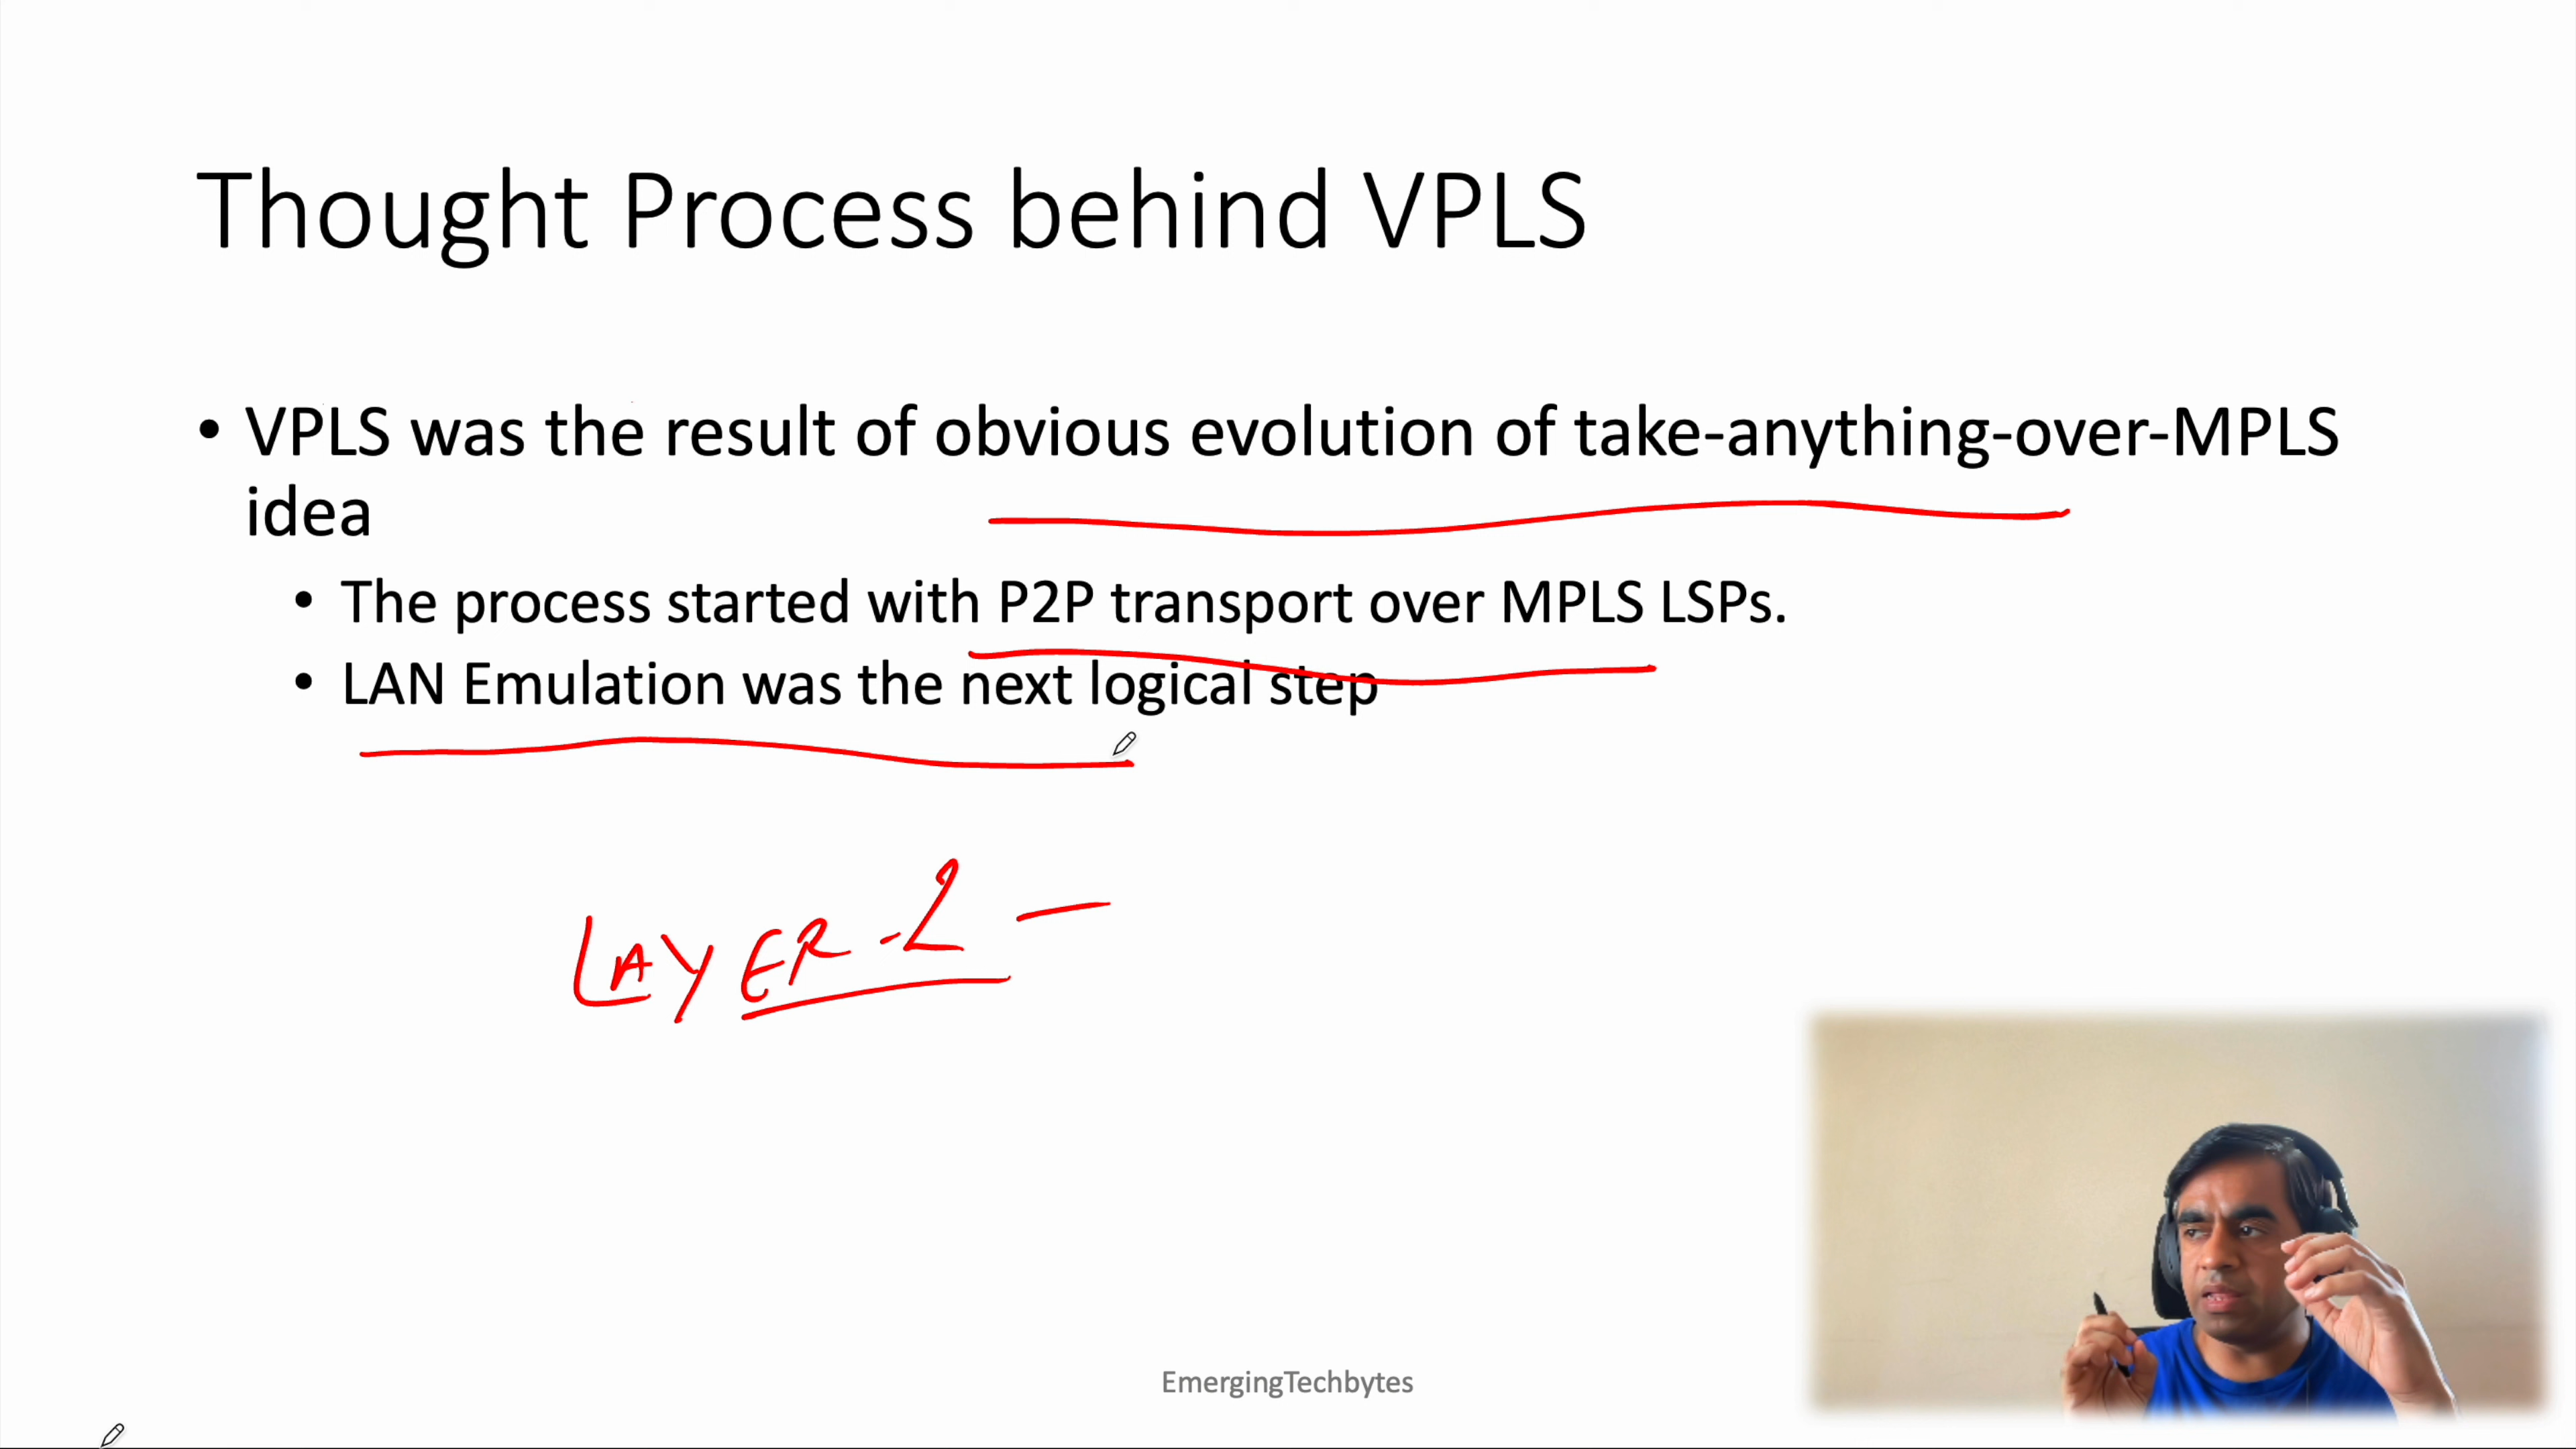 Thought Process behind VPLS
• VPLS was the result of obvious evolution of take-anything-over-MPLS
idea
• The process started with P2P transport over MPLS LSPs.
• LAN Emulation was the next logical step
LAYER-2 —
EmergingTechbytes